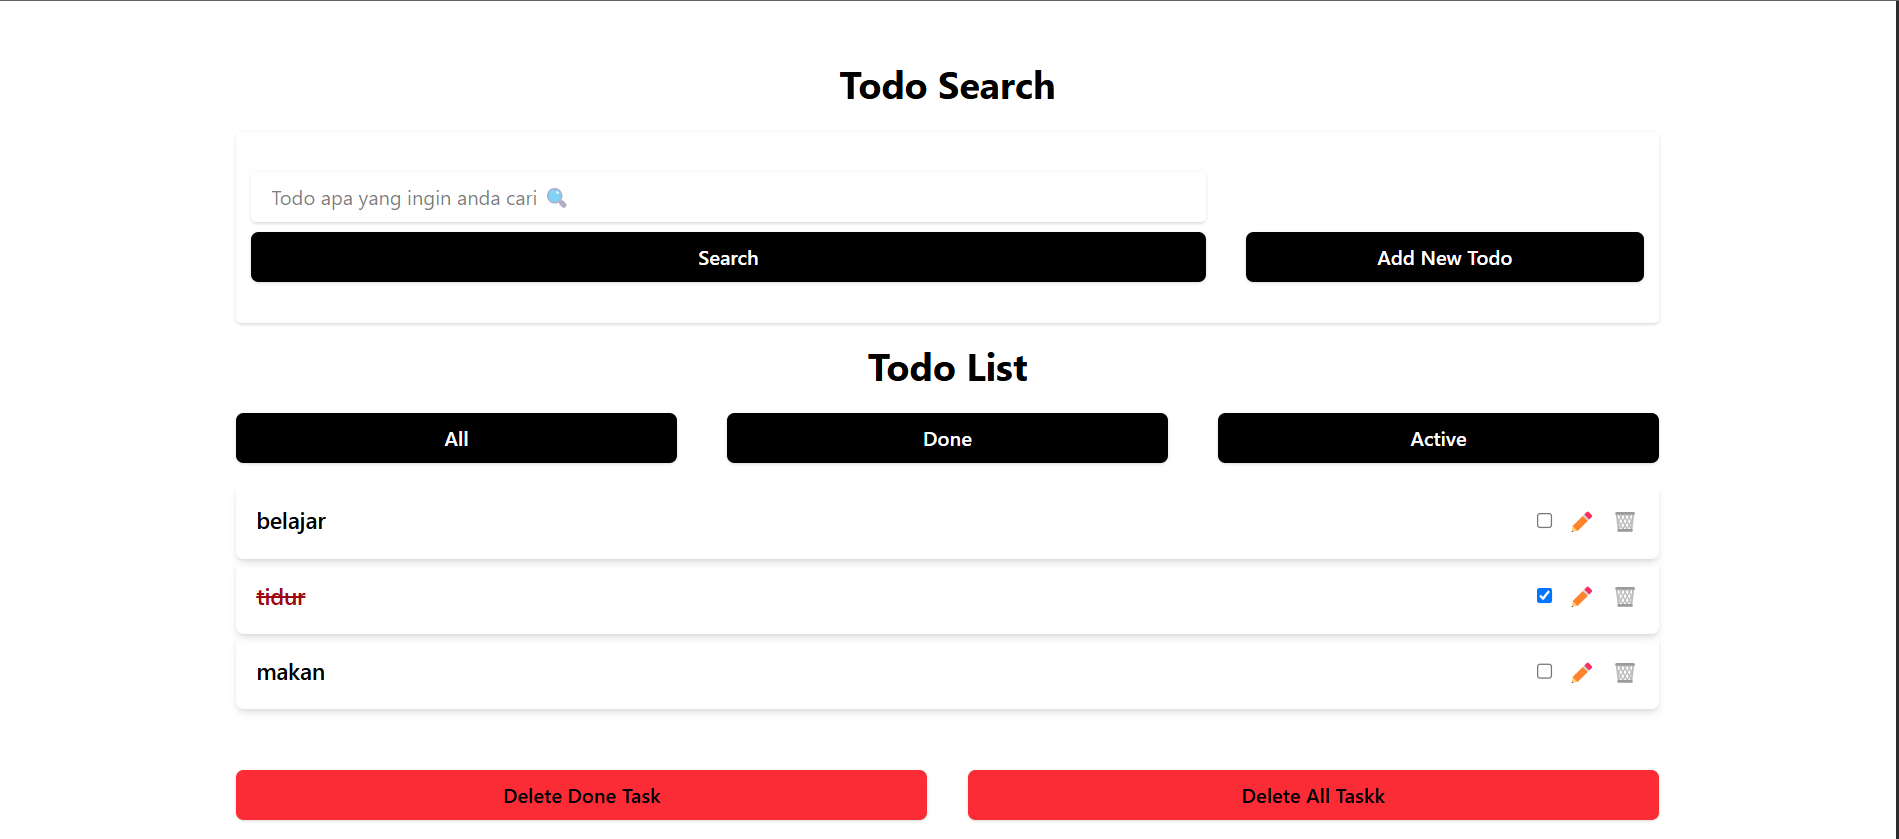 Todo Search
Todo apa yang ingin anda cari 🔍
Search
Add New Todo
Todo List
All
Done
Active
belajar
tidur
makan
Delete Done Task
Delete All Taskk